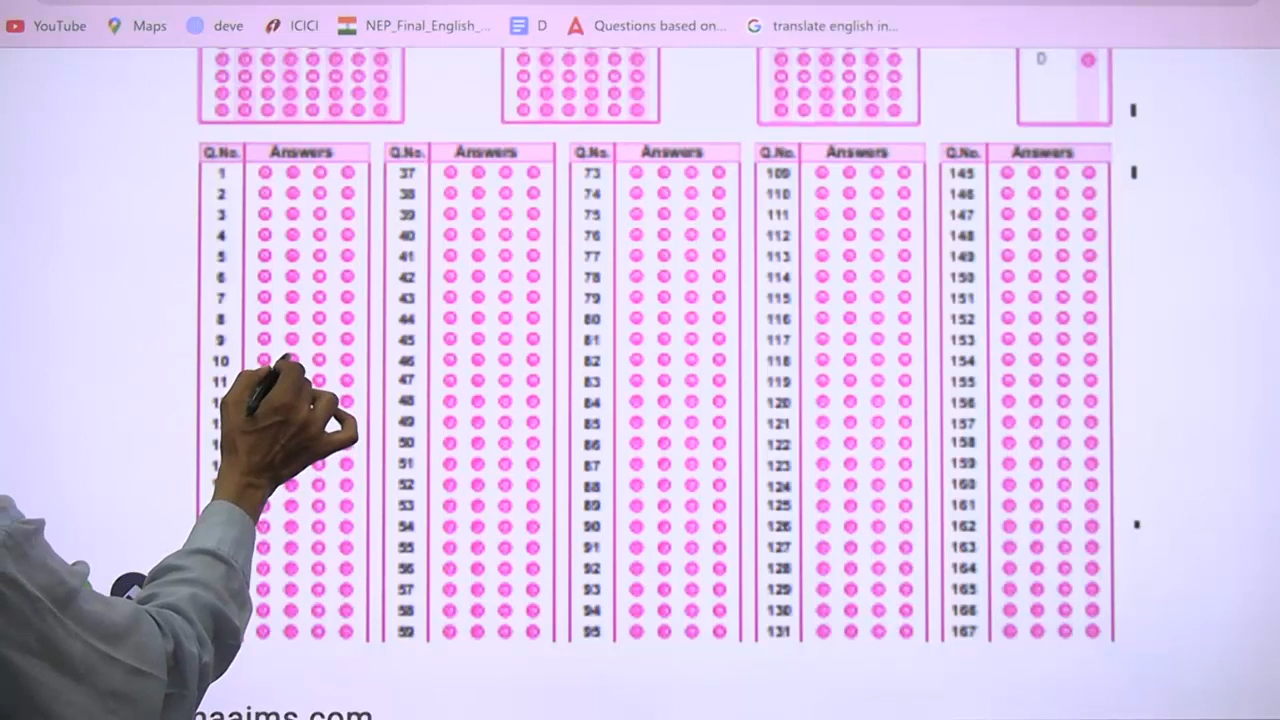 YouTube Maps deve ICICI NEP_Final_English_... D Questions based on... translate english in...
D
Q.No. Answers Q.No. Answers Q.No. Answers Q.No. Answers Q.No. Answers
1 37 73 109 145
2 38 74 110 146
3 39 75 111 147
4 40 76 112 148
5 41 77 113 149
6 42 78 114 150
7 43 79 115 151
8 44 80 116 152
9 45 81 117 153
10 46 82 118 154
11 47 83 119 155
48 84 120 156
49 85 121 157
50 86 122 158
51 87 123 159
52 88 124 160
53 89 125 161
54 90 126 162
55 91 127 163
56 92 128 164
57 93 129 165
58 94 130 166
59 95 131 167
naaims.com